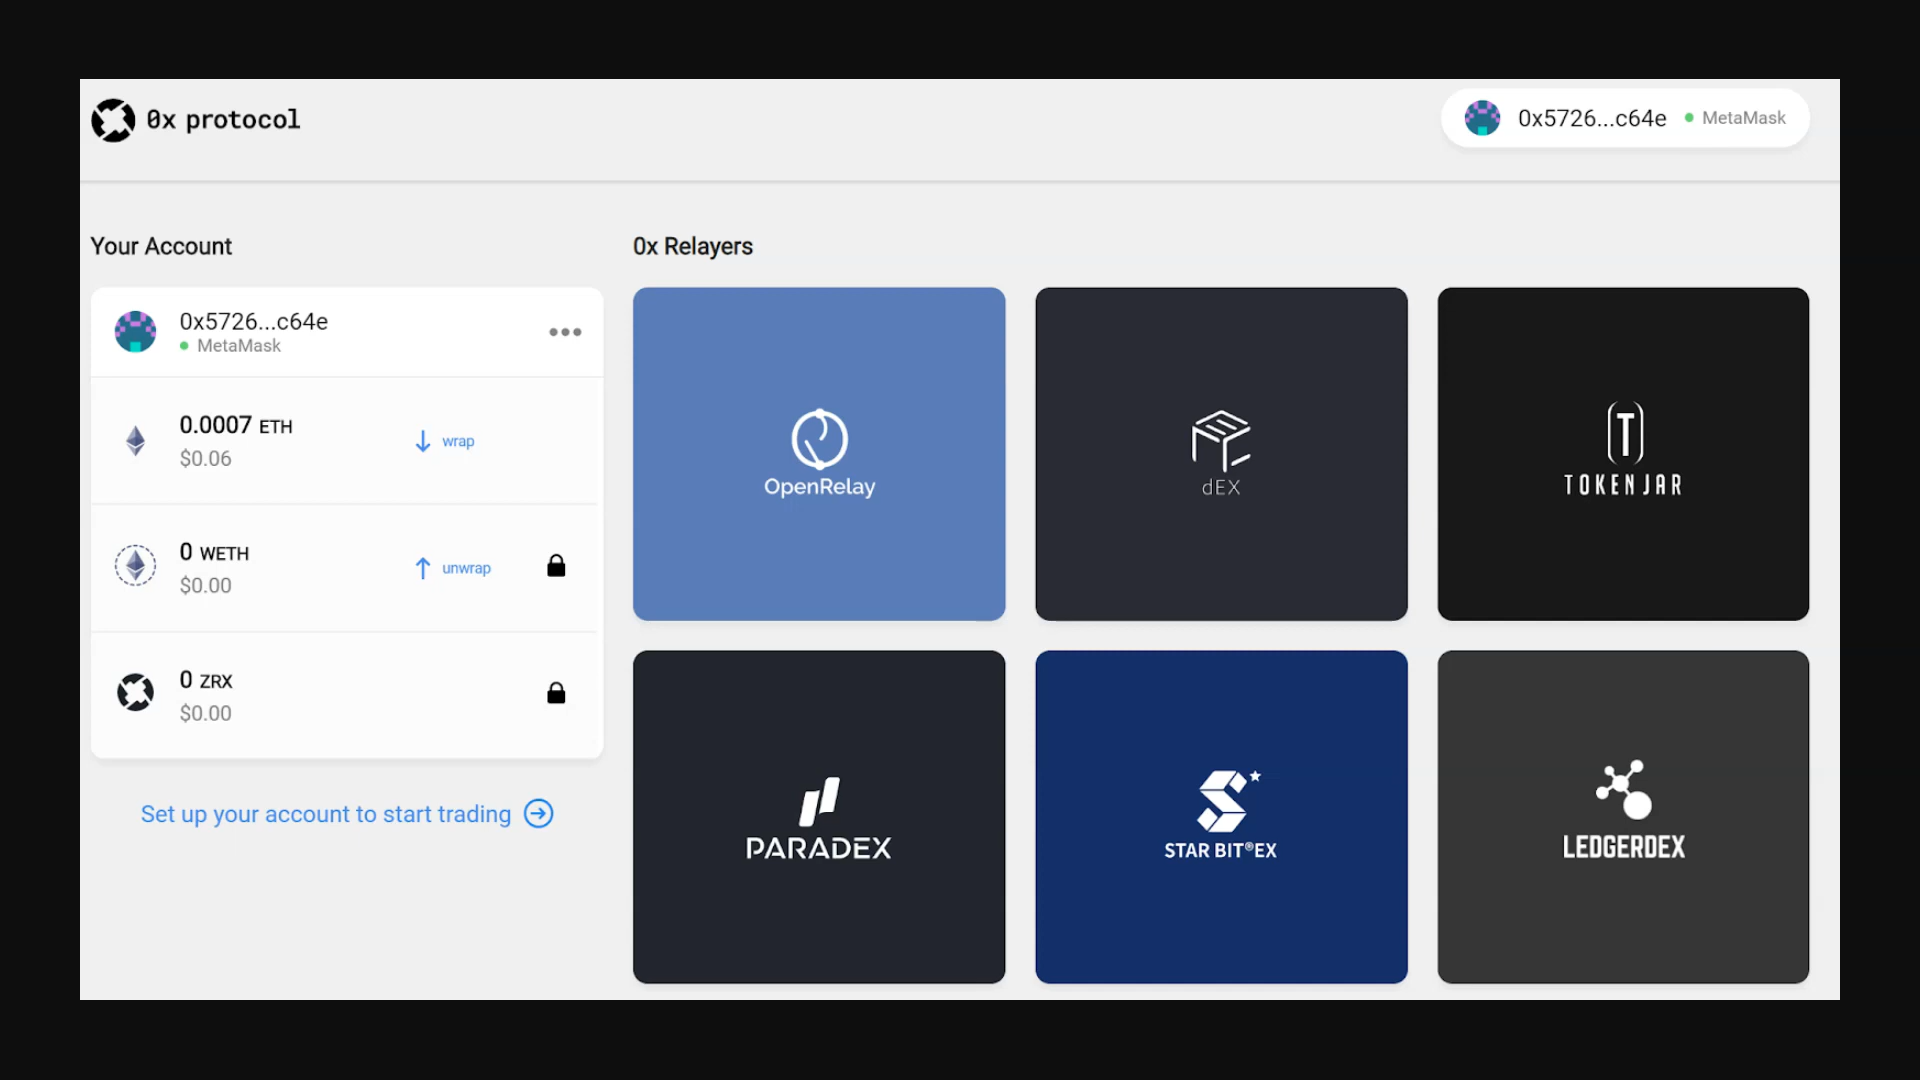 0x protocol
0x5726...c64e MetaMask
Your Account
0x Relayers
0x5726...c64e
MetaMask
0.0007 ETH
$0.06
wrap
0 WETH
$0.00
unwrap
0 ZRX
$0.00
Set up your account to start trading
OpenRelay
dEX
TOKENJAR
PARADEX
STAR BIT®EX
LEDGERDEX